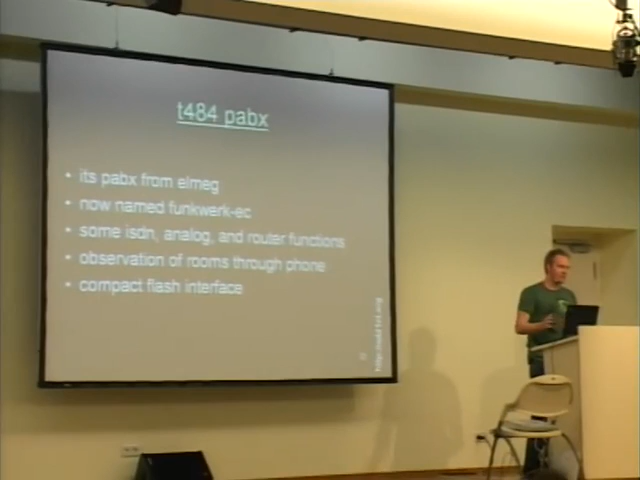 t484 pabx
• its pabx from elmeg
• now named funkwerk-ec
• some isdn, analog, and router functions
• observation of rooms through phone
• compact flash interface